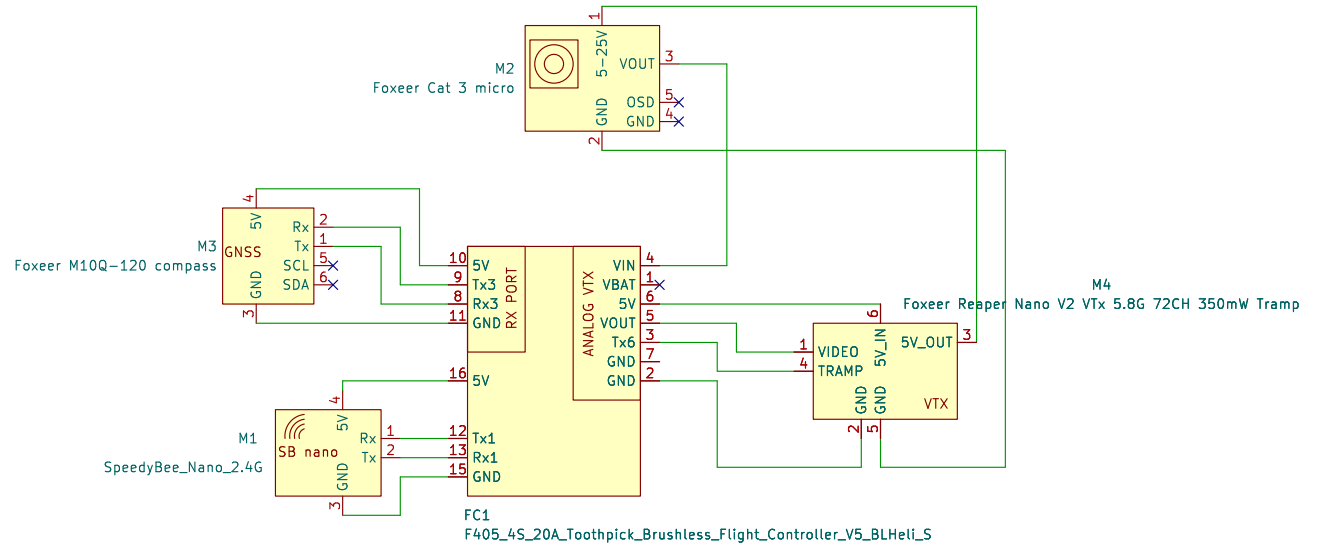 1
5-25V
M2
Foxeer Cat 3 micro
VOUT
3
OSD
5
GND
4
GND
2
4
5V
M3
Foxeer M10Q-120 compass
GNSS
Rx
2
Tx
1
SCL
5
SDA
6
GND
3
10
5V
9
Tx3
8
Rx3
11
GND
RX PORT
ANALOG VTX
VIN
4
VBAT
1
5V
6
VOUT
5
Tx6
3
GND
7
GND
2
M4
Foxeer Reaper Nano V2 VTx 5.8G 72CH 350mW Tramp
6
5V_IN
5V_OUT
3
1
VIDEO
4
TRAMP
GND
GND
VTX
2
5
16
5V
12
Tx1
13
Rx1
15
GND
4
5V
M1
SpeedyBee_Nano_2.4G
SB nano
Rx
1
Tx
2
GND
3
FC1
F405_4S_20A_Toothpick_Brushless_Flight_Controller_V5_BLHeli_S